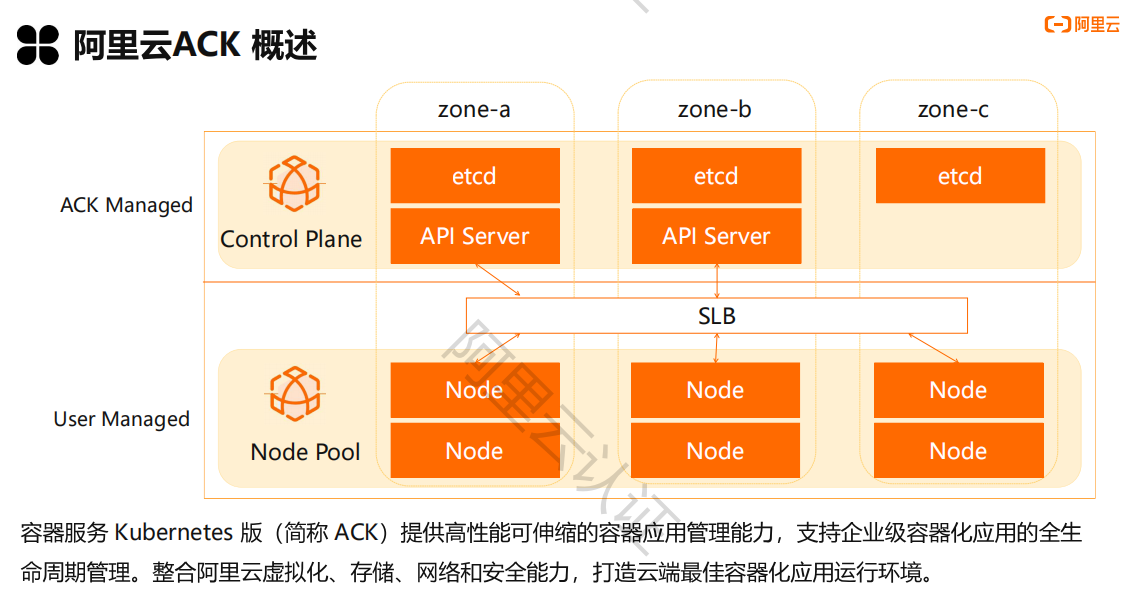 阿里云ACK 概述
阿里云
zone-a
zone-b
zone-c
ACK Managed
Control Plane
etcd
etcd
etcd
API Server
API Server
SLB
User Managed
Node Pool
Node
Node
Node
Node
Node
Node
阿里云认证
容器服务 Kubernetes 版（简称 ACK）提供高性能可伸缩的容器应用管理能力，支持企业级容器化应用的全生
命周期管理。整合阿里云虚拟化、存储、网络和安全能力，打造云端最佳容器化应用运行环境。